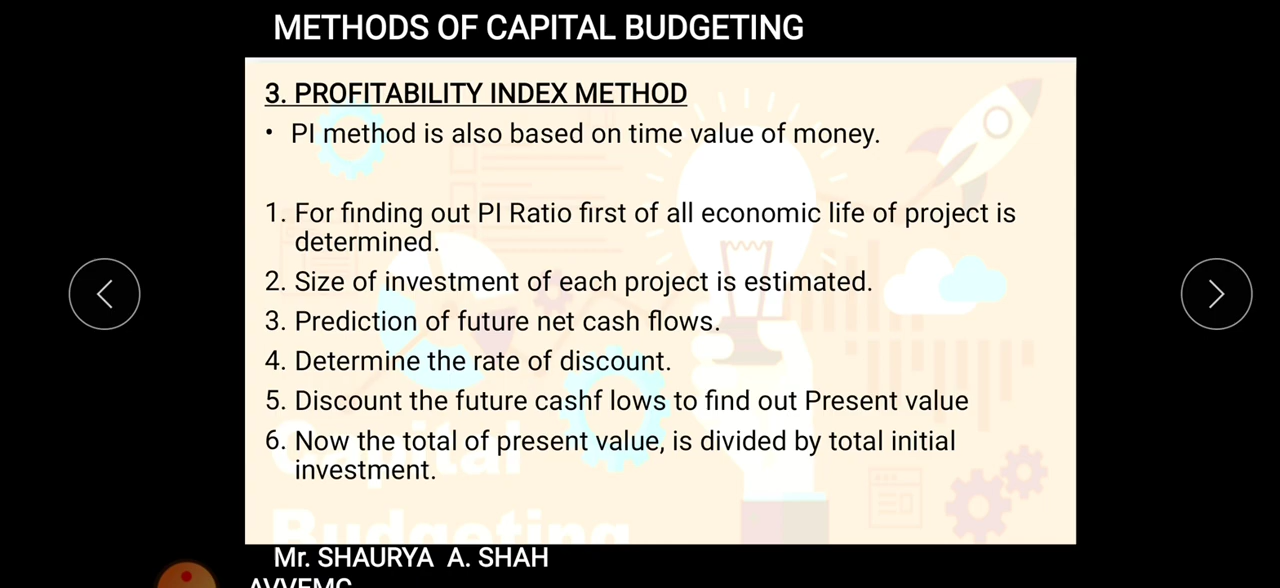 METHODS OF CAPITAL BUDGETING
3. PROFITABILITY INDEX METHOD
• PI method is also based on time value of money.
1. For finding out PI Ratio first of all economic life of project is
determined.
2. Size of investment of each project is estimated.
3. Prediction of future net cash flows.
4. Determine the rate of discount.
5. Discount the future cashf lows to find out Present value
6. Now the total of present value, is divided by total initial
investment.
Capital
Budgeting
Mr. SHAURYA A. SHAH